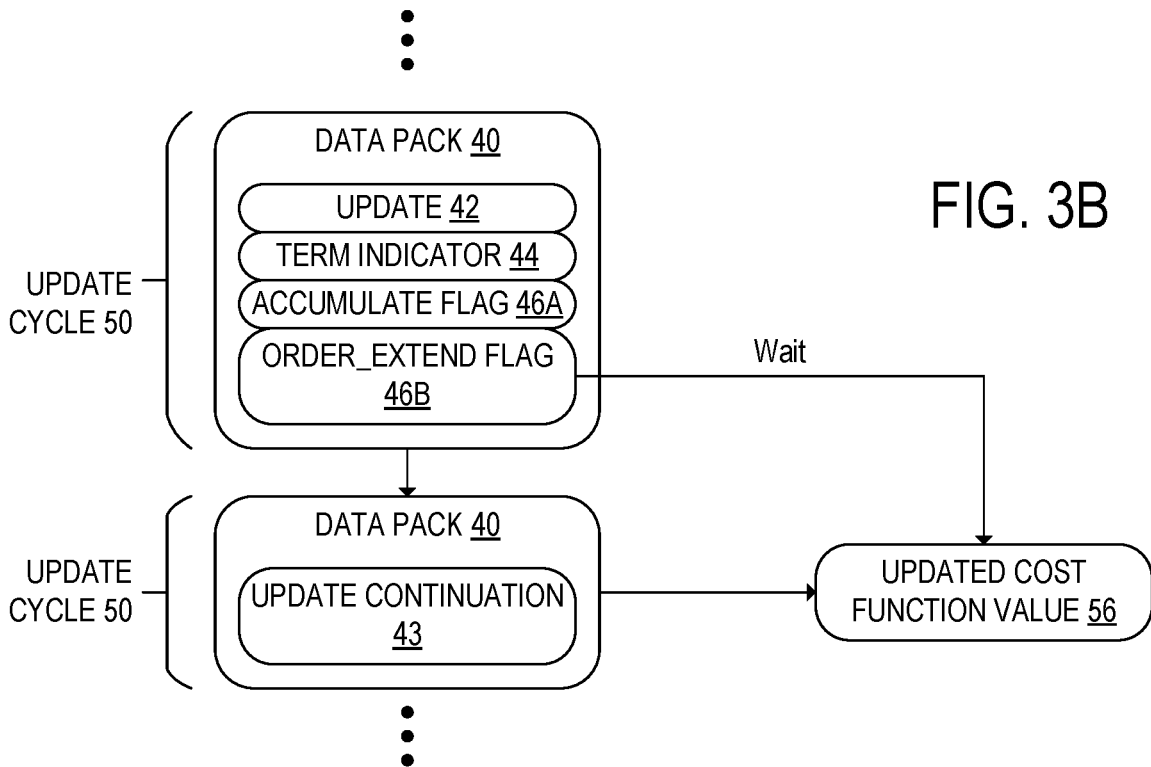 DATA PACK 40
UPDATE 42
TERM INDICATOR 44
ACCUMULATE FLAG 46A
ORDER_EXTEND FLAG
46B
UPDATE
CYCLE 50
Wait
FIG. 3B
DATA PACK 40
UPDATE CONTINUATION
43
UPDATE
CYCLE 50
UPDATED COST
FUNCTION VALUE 56